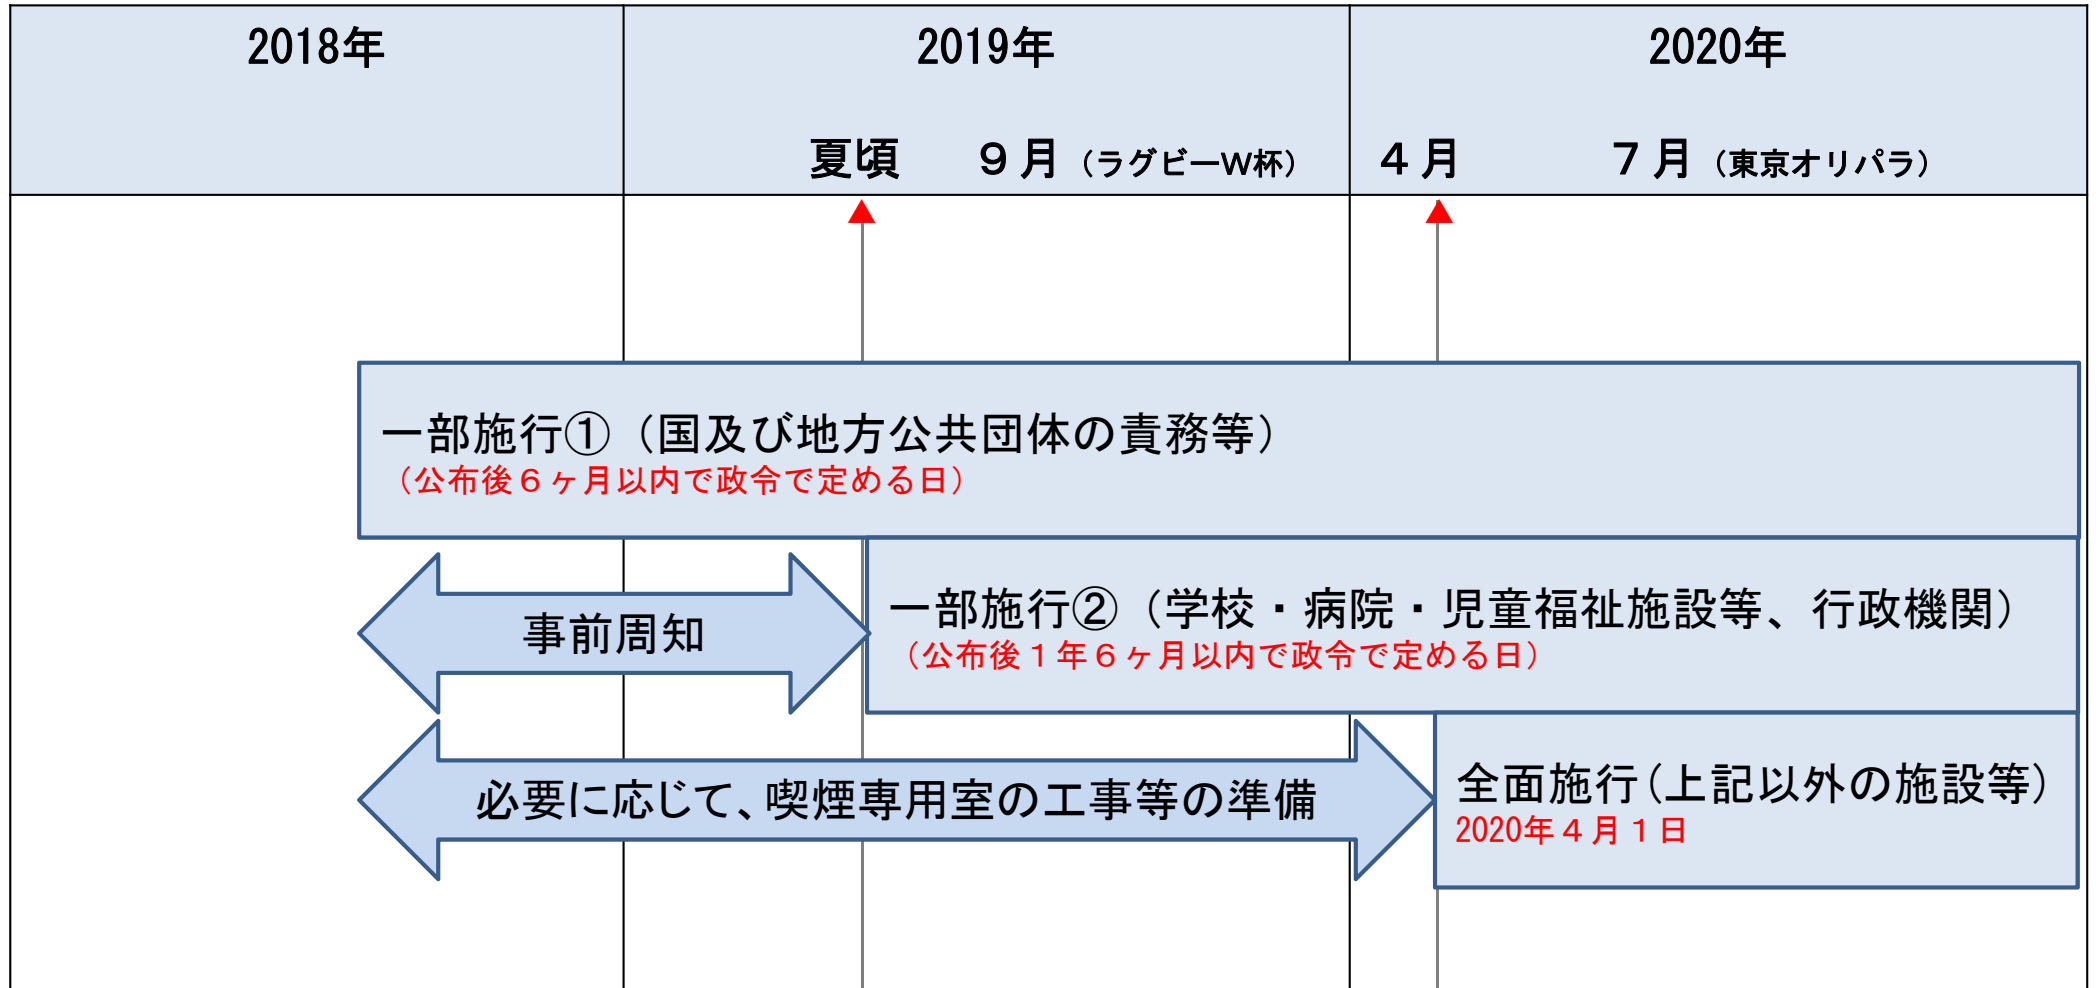 2018年
2019年
2020年
夏頃 ９月（ラグビーW杯）
４月 ７月（東京オリパラ）
一部施行①（国及び地方公共団体の責務等）
（公布後６ヶ月以内で政令で定める日）
事前周知
一部施行②（学校・病院・児童福祉施設等、行政機関）
（公布後１年６ヶ月以内で政令で定める日）
必要に応じて、喫煙専用室の工事等の準備
全面施行（上記以外の施設等）
2020年４月１日